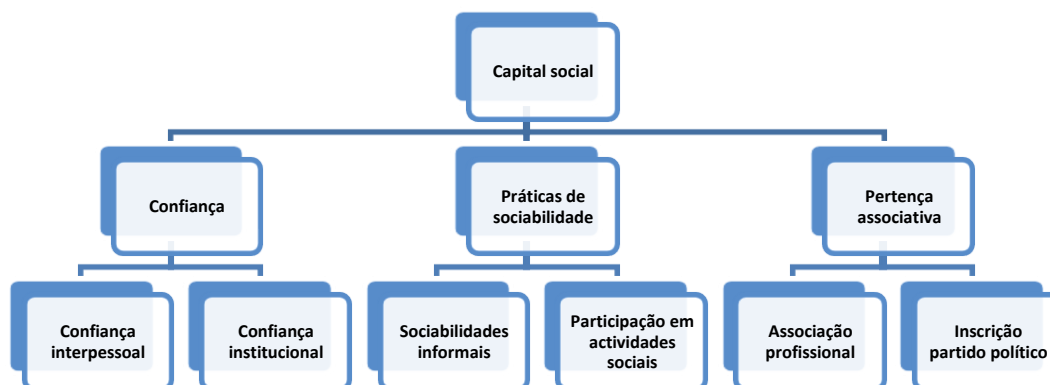 Capital social
Confiança
Práticas de
sociabilidade
Pertença
associativa
Confiança
interpessoal
Confiança
institucional
Sociabilidades
informais
Participação em
actividades
sociais
Associação
profissional
Inscrição
partido político